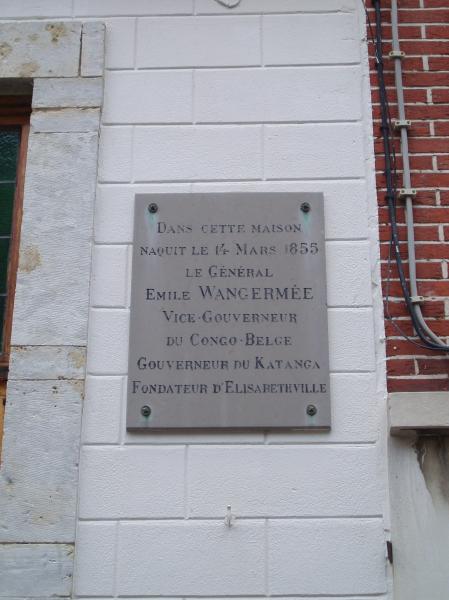 DANS CETTE MAISON
NAQUIT LE 14 MARS 1855
LE GÉNÉRAL
EMILE WANGERMÉE
VICE-GOUVERNEUR
DU CONGO-BELGE
GOUVERNEUR DU KATANGA
FONDATEUR D'ELISABETHVILLE